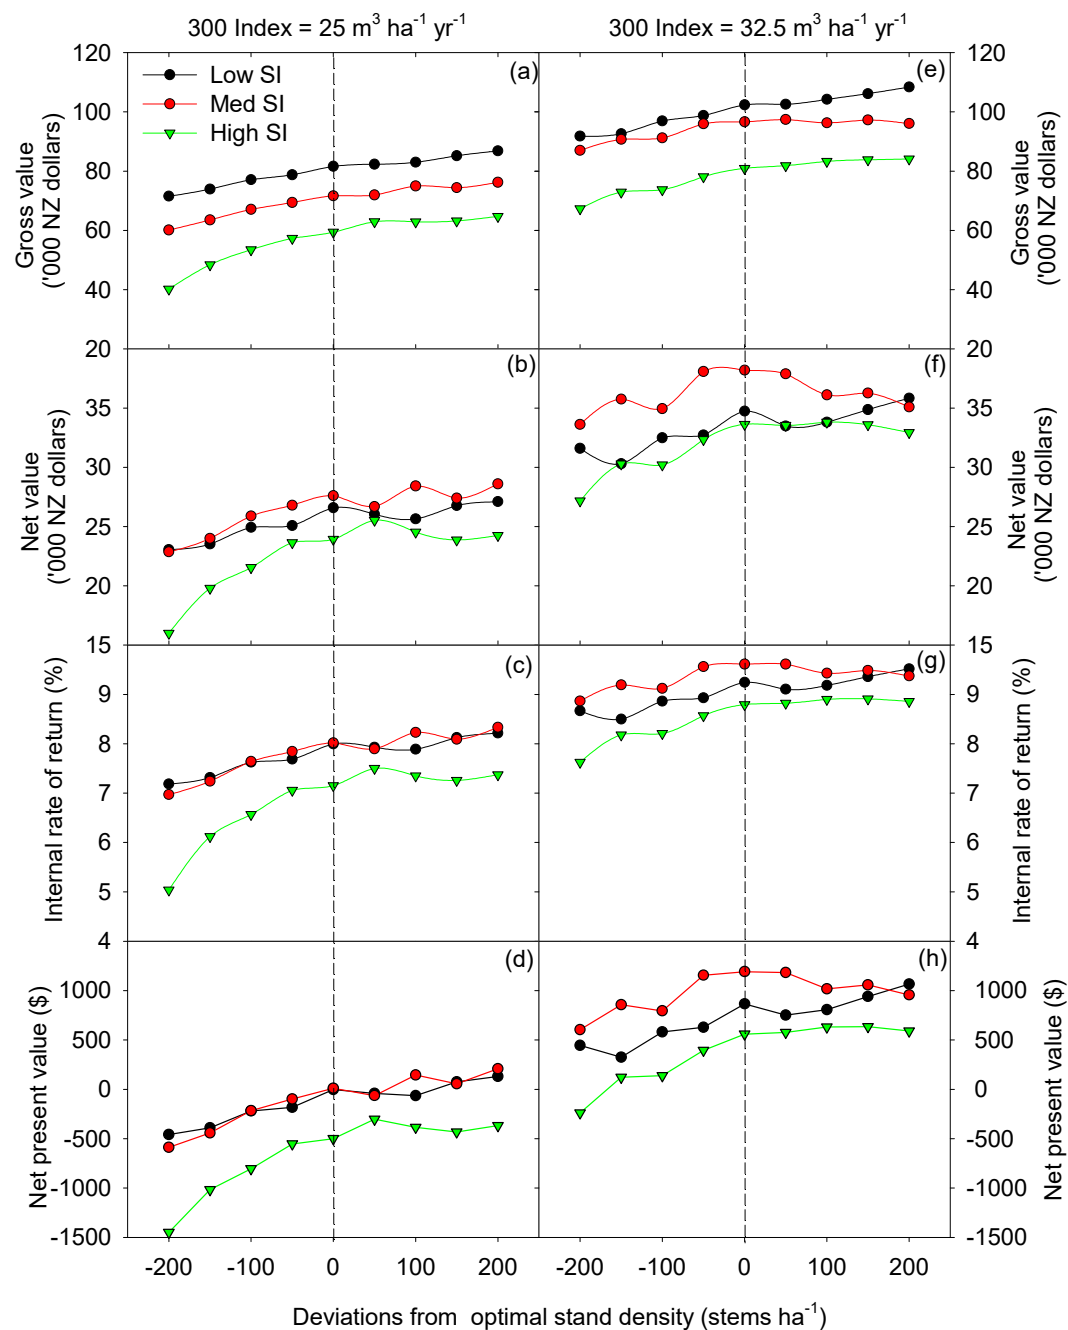 300 Index = 25 m³ ha⁻¹ yr⁻¹
300 Index = 32.5 m³ ha⁻¹ yr⁻¹
Low SI
Med SI
High SI
(a)
Gross value
('000 NZ dollars)
120
100
80
60
40
20
(e)
120
100
80
60
40
20
Gross value
('000 NZ dollars)
(b)
Net value
('000 NZ dollars)
35
30
25
20
15
(f)
35
30
25
20
15
Net value
('000 NZ dollars)
(c)
Internal rate of return (%)
9
8
7
6
5
4
(g)
9
8
7
6
5
4
Internal rate of return (%)
(d)
Net present value ($)
1000
500
0
-500
-1000
-1500
(h)
1000
500
0
-500
-1000
-1500
Net present value ($)
-200 -100 0 100 200
-200 -100 0 100 200
Deviations from optimal stand density (stems ha⁻¹)